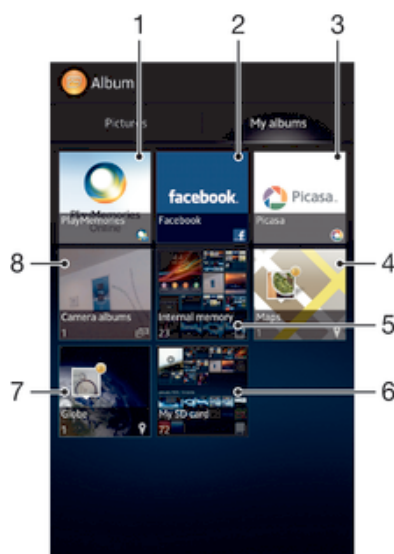 1 2 3
Album
Pictures My albums
facebook.
Picasa.
PlayMemories Facebook Picasa
Online
8 4
Camera albums Internal memory Maps
1 23 1
5
7 6
Globe My SD card
1 72